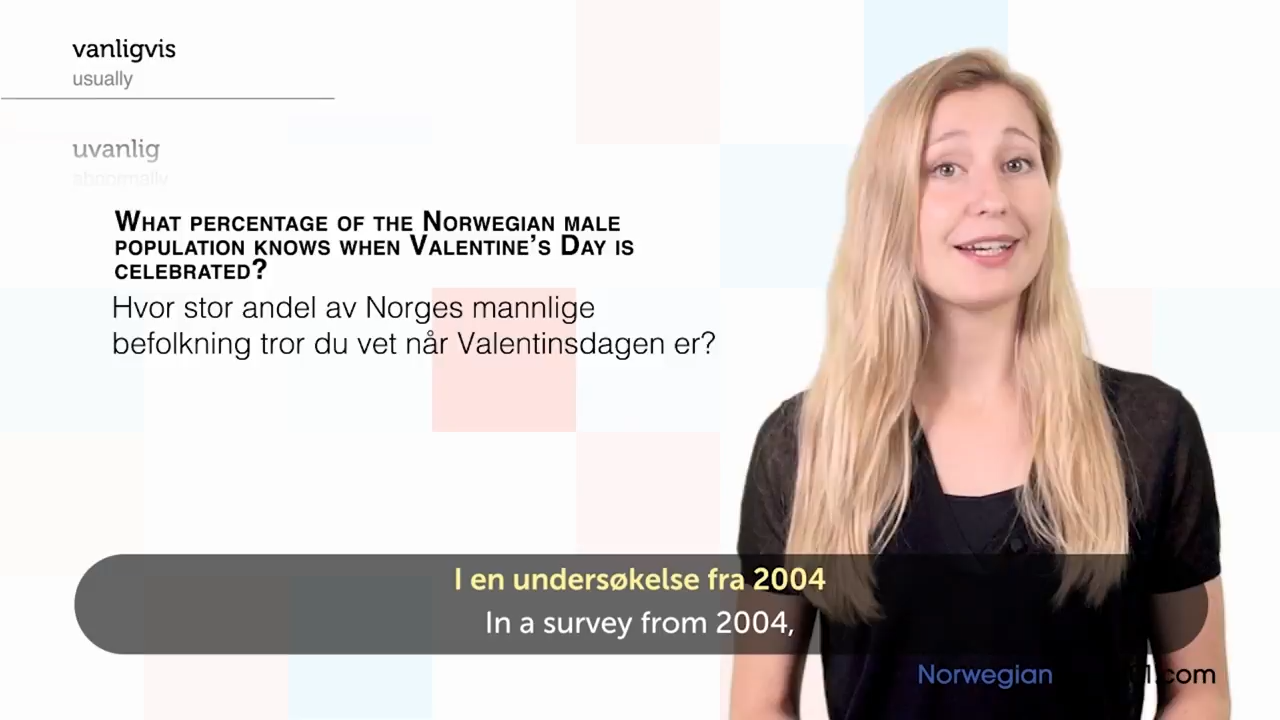 vanligvis
usually
uvanlig
abnormally
What percentage of the Norwegian male
population knows when Valentine's Day is
celebrated?
Hvor stor andel av Norges mannlige
befolkning tror du vet når Valentinsdagen er?
I en undersøkelse fra 2004
In a survey from 2004,
Norwegian .com